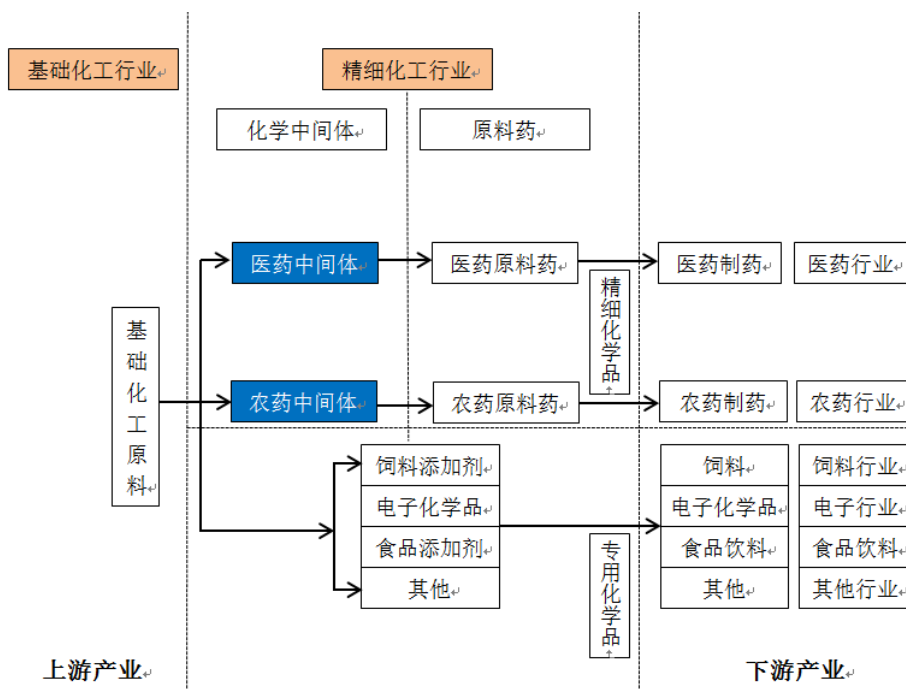 基础化工行业
精细化工行业
化学中间体
原料药
医药中间体
医药原料药
医药制药
医药行业
精细化学品
基础化工原料
农药中间体
农药原料药
农药制药
农药行业
饲料添加剂
饲料
饲料行业
电子化学品
电子化学品
电子行业
食品添加剂
食品饮料
食品饮料
其他
其他
其他行业
专用化学品
上游产业
下游产业